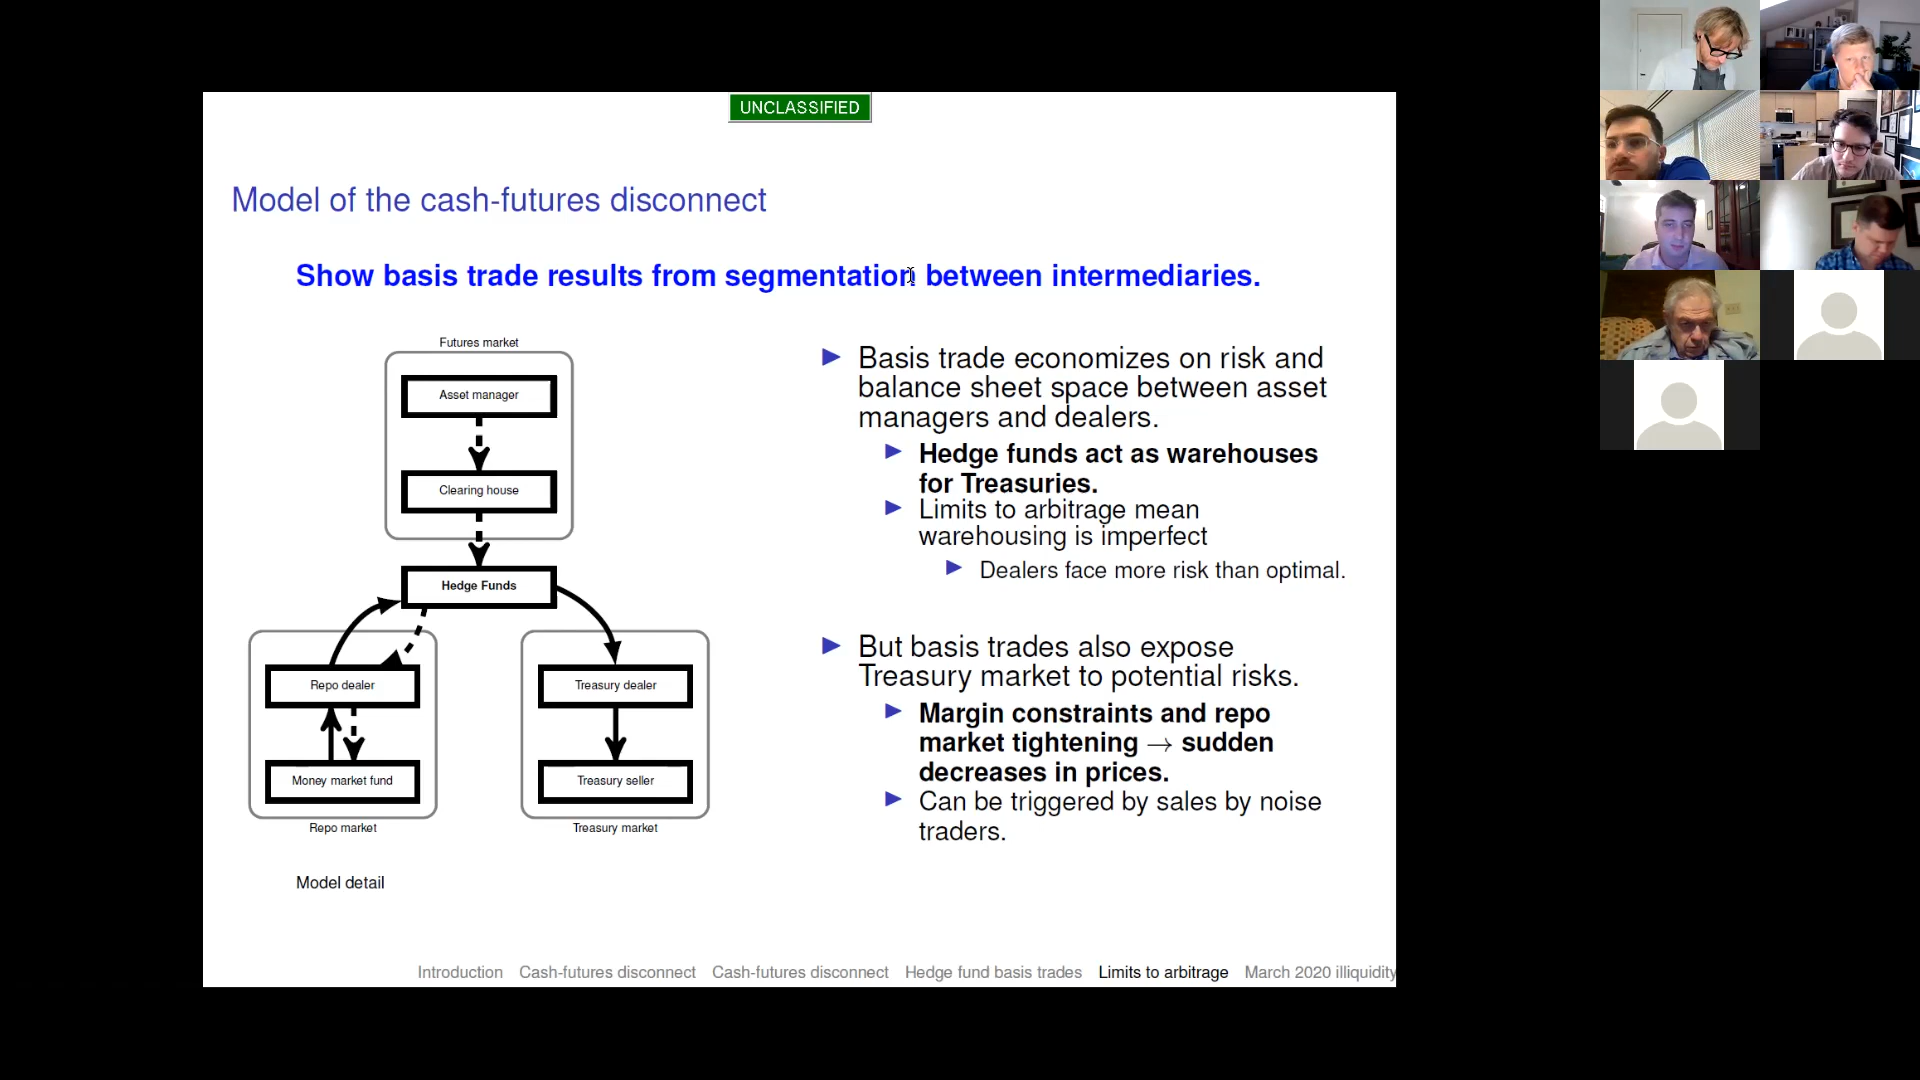 UNCLASSIFIED
Model of the cash-futures disconnect
Show basis trade results from segmentation between intermediaries.
Futures market
Asset manager
Clearing house
Hedge Funds
Repo dealer
Money market fund
Repo market
Treasury dealer
Treasury seller
Treasury market
Model detail
Basis trade economizes on risk and
balance sheet space between asset
managers and dealers.
Hedge funds act as warehouses
for Treasuries.
Limits to arbitrage mean
warehousing is imperfect
Dealers face more risk than optimal.
But basis trades also expose
Treasury market to potential risks.
Margin constraints and repo
market tightening → sudden
decreases in prices.
Can be triggered by sales by noise
traders.
Introduction Cash-futures disconnect Cash-futures disconnect Hedge fund basis trades Limits to arbitrage March 2020 illiquidity